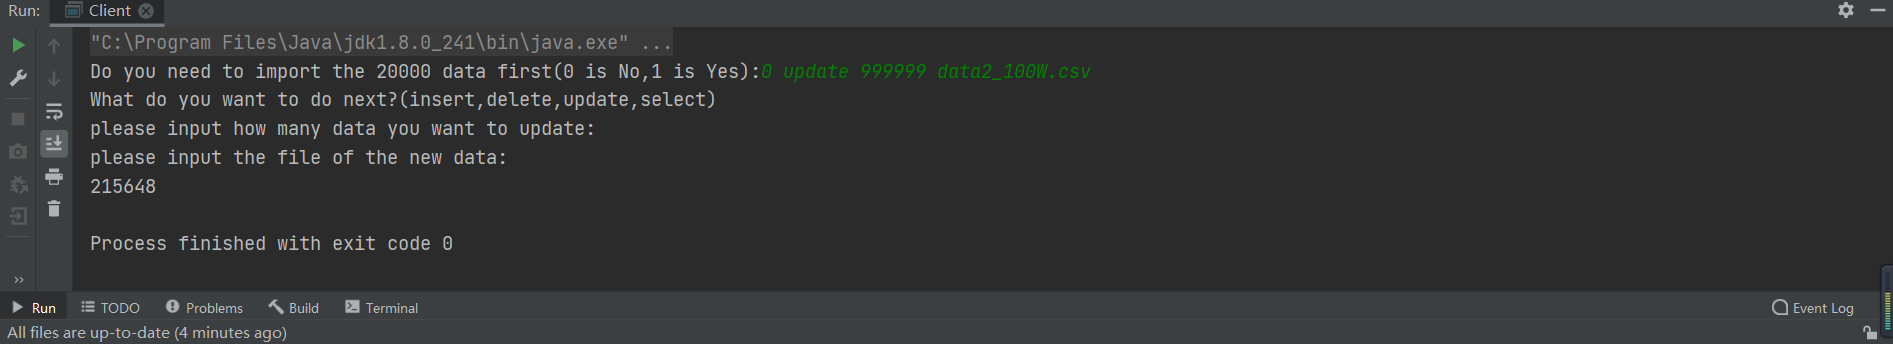 Run: Client
"C:\Program Files\Java\jdk1.8.0_241\bin\java.exe" ...
Do you need to import the 20000 data first(0 is No,1 is Yes):0 update 999999 data2_100W.csv
What do you want to do next?(insert,delete,update,select)
please input how many data you want to update:
please input the file of the new data:
215648
Process finished with exit code 0
Run TODO Problems Build Terminal Event Log
All files are up-to-date (4 minutes ago)